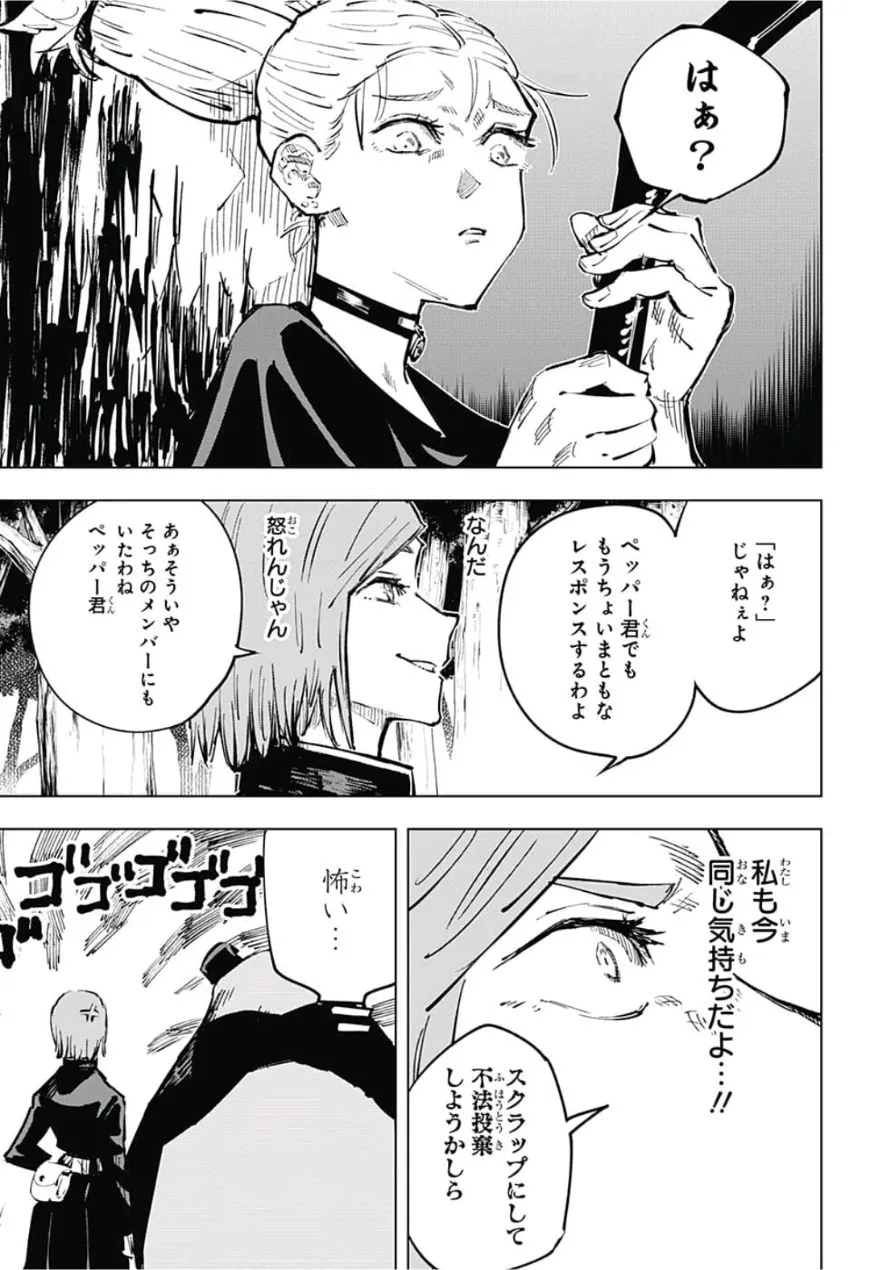 はぁ？
「はぁ？」
じゃねぇよ
ペッパー君でも
もうちょいまともな
レスポンスするわよ
なんだ
怒れんじゃん
あぁそういや
そっちのメンバーにも
いたわね
ペッパー君
私も今
同じ気持ちだよ…!!
スクラップにして
不法投棄
しようかしら
怖い…
ゴゴゴゴゴ